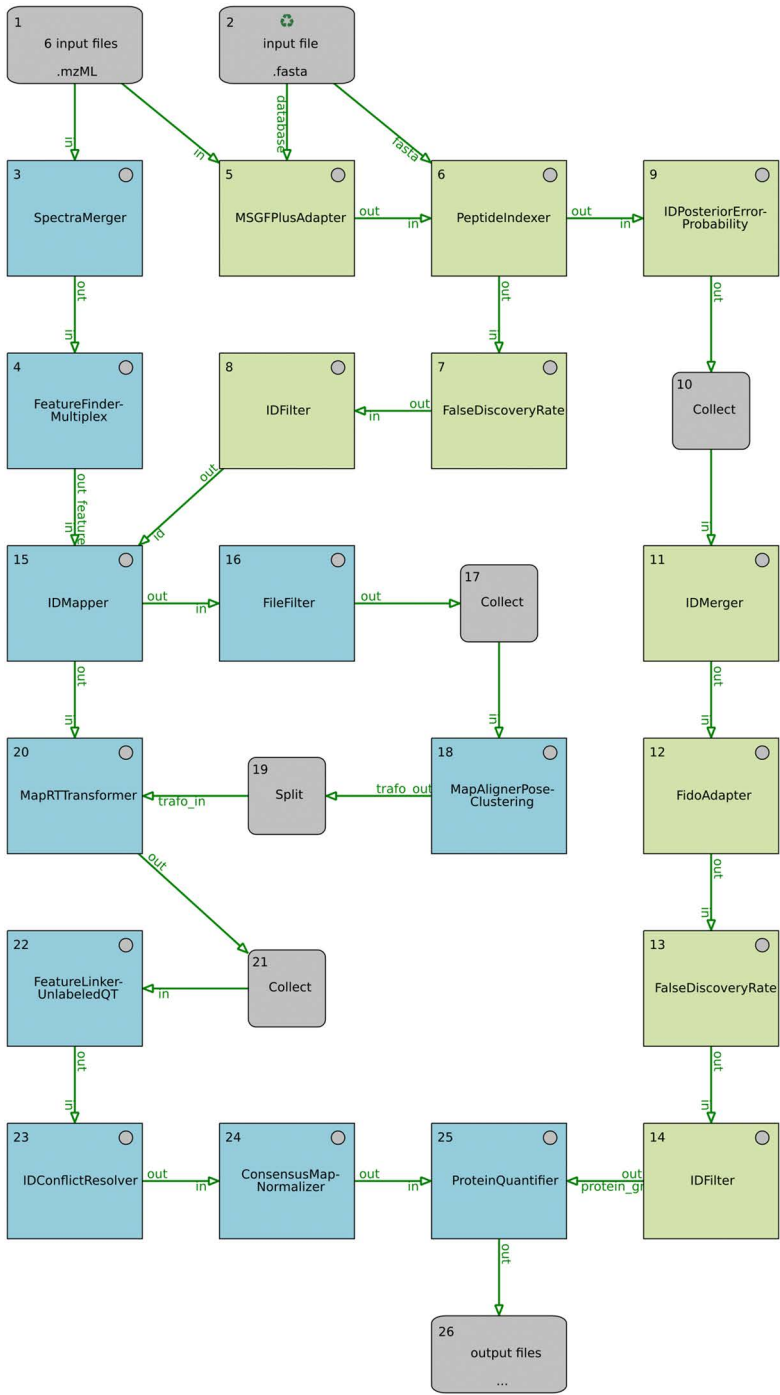 1
6 input files
.mzML
2
input file
.fasta
in
in
database
fasta
3
SpectraMerger
5
MSGFPlusAdapter
out
in
6
PeptideIndexer
out
in
9
IDPosteriorError-
Probability
out
in
out
in
out
4
FeatureFinder-
Multiplex
8
IDFilter
out
in
7
FalseDiscoveryRate
10
Collect
out_feature
in
out
id
in
15
IDMapper
out
in
16
FileFilter
out
17
Collect
11
IDMerger
out
in
in
out
in
20
MapRTTransformer
trafo_in
19
Split
trafo_out
18
MapAlignerPose-
Clustering
12
FidoAdapter
out
out
in
22
FeatureLinker-
UnlabeledQT
in
21
Collect
13
FalseDiscoveryRate
out
in
out
in
23
IDConflictResolver
out
in
24
ConsensusMap-
Normalizer
out
in
25
ProteinQuantifier
out
protein_gr
14
IDFilter
out
26
output files
...